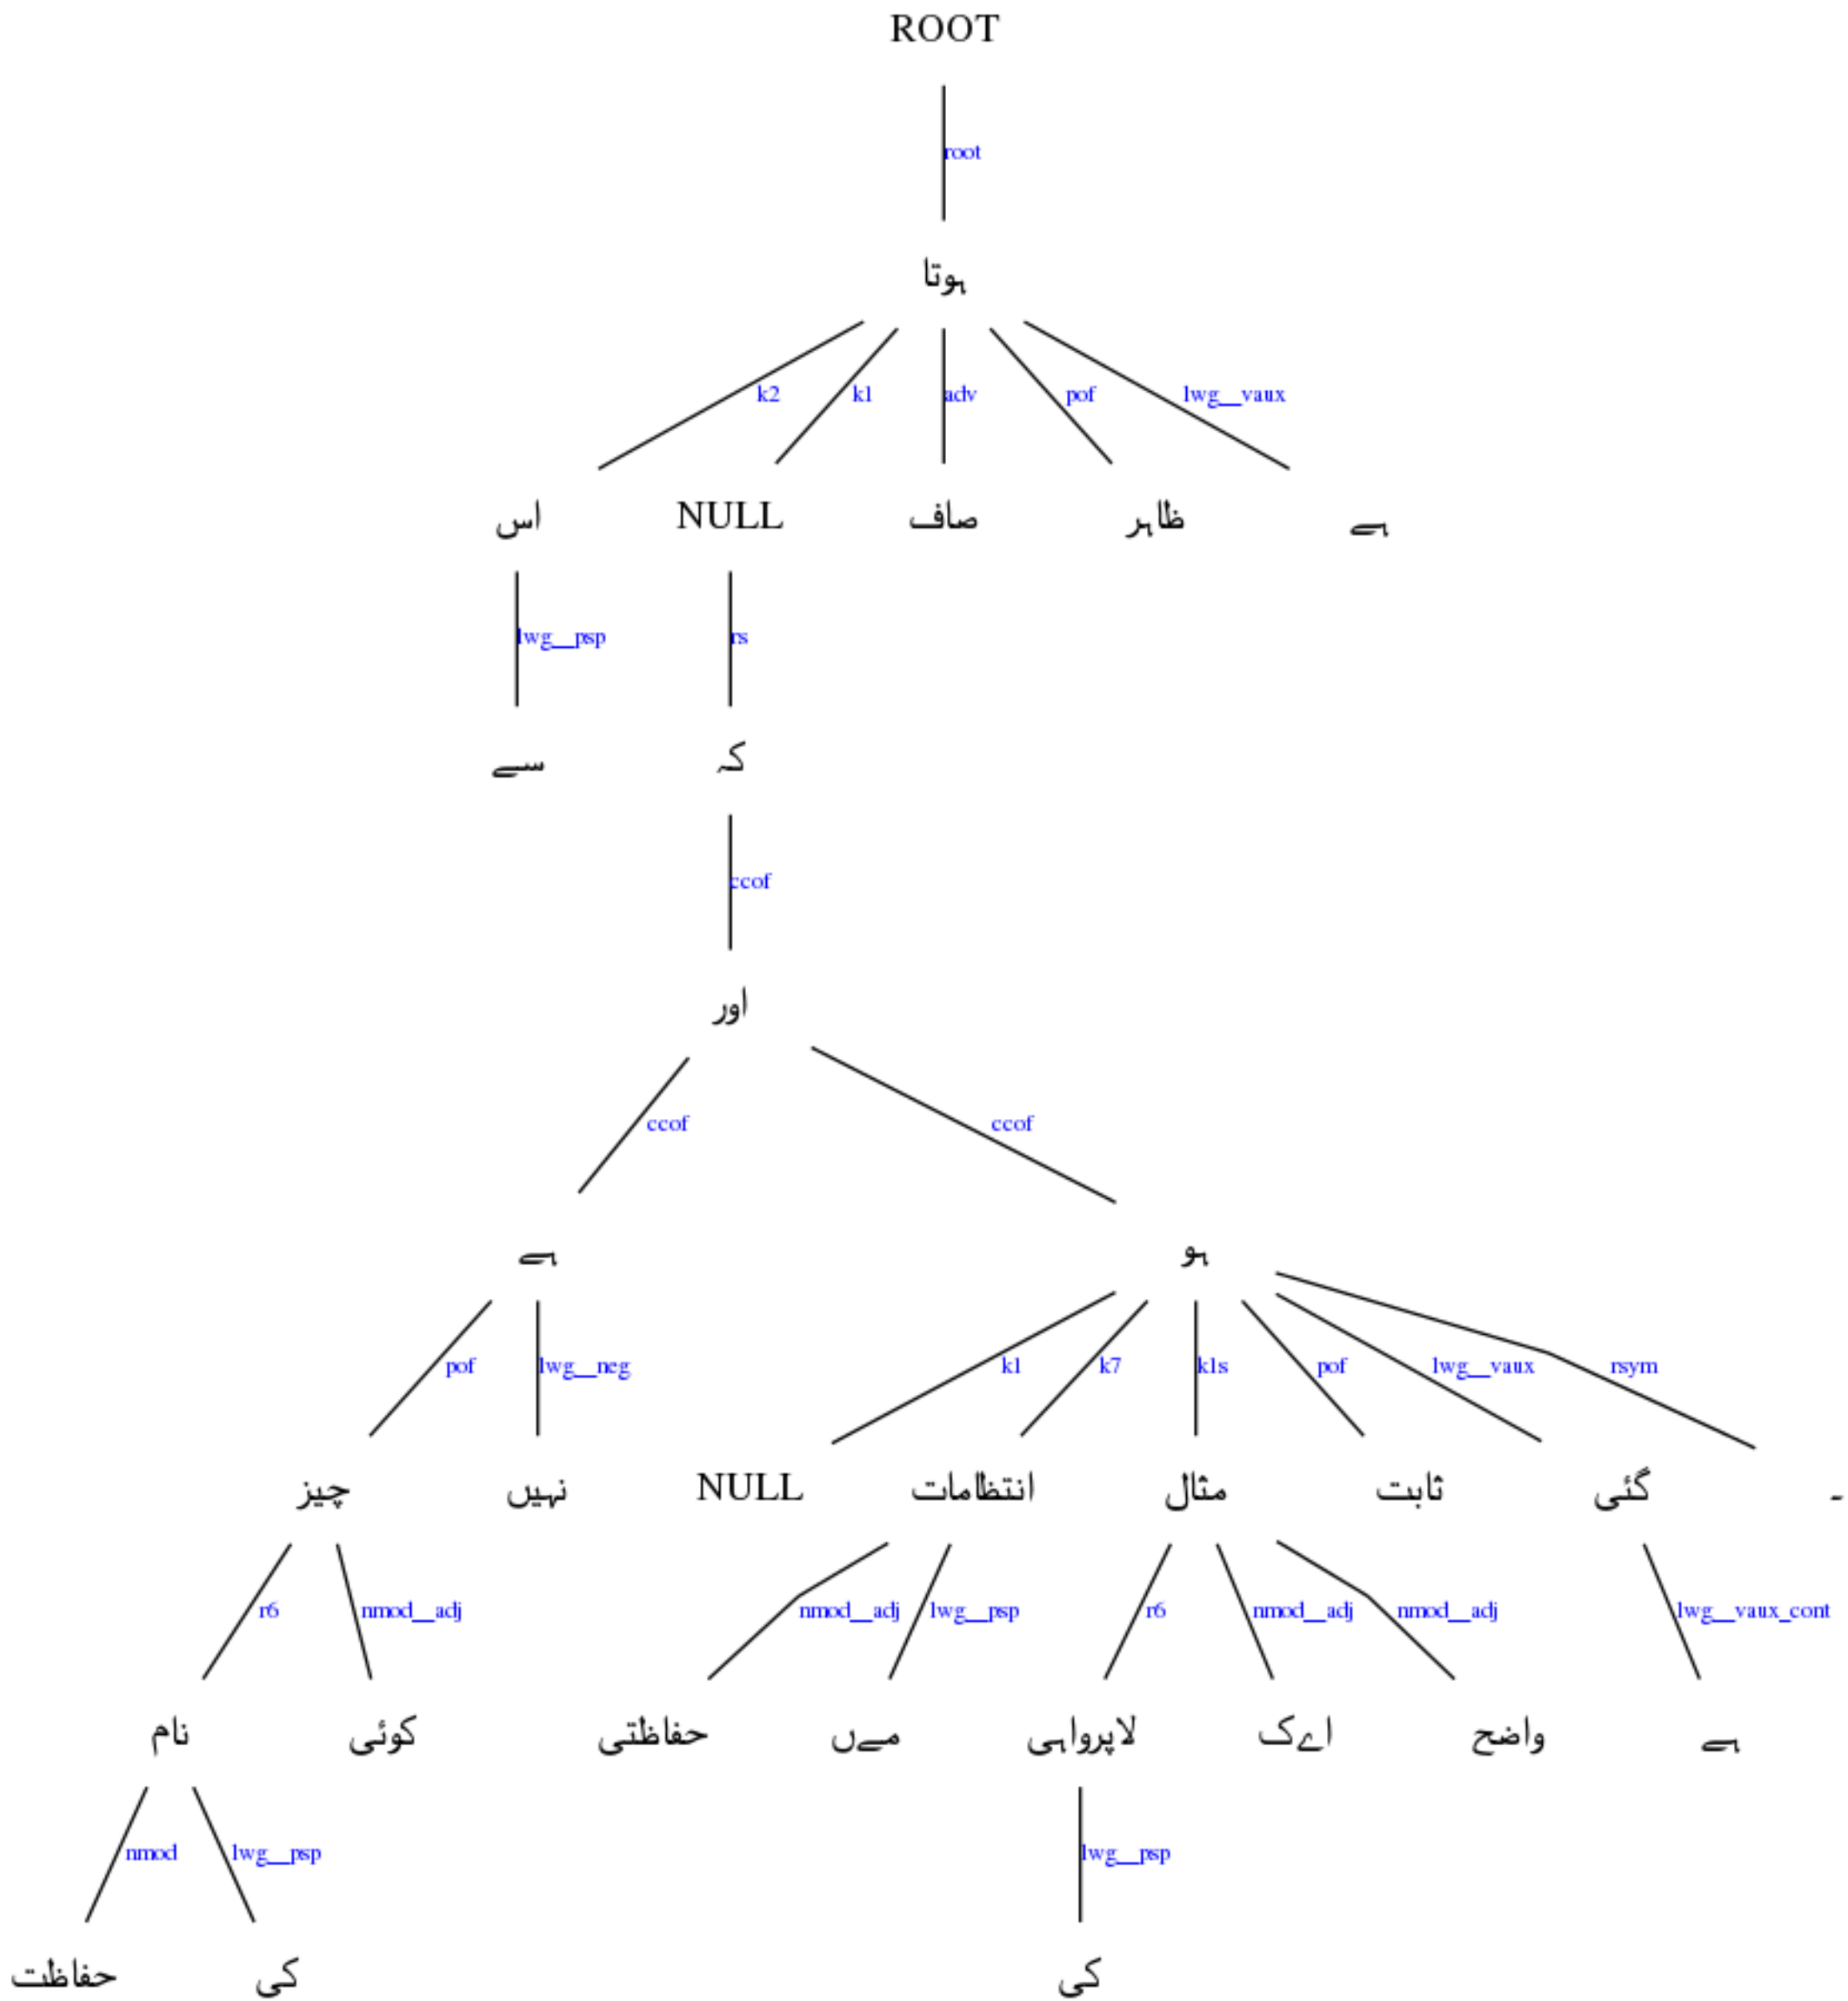 ROOT
root
ہوتا
k2 k1 adv pof lwg__vaux
اس NULL صاف ظاہر ہے
lwg__psp rs
سے کہ
ccof
اور
ccof ccof
ہے ہو
pof lwg__neg k1 k7 k1s pof lwg__vaux rsym
چیز نہیں NULL انتظامات مثال ثابت گئی ۔
r6 nmod__adj nmod__adj lwg__psp r6 nmod__adj nmod__adj lwg__vaux_cont
نام کوئی حفاظتی مےں لاپرواہی اےک واضح ہے
nmod lwg__psp lwg__psp
حفاظت کی کی